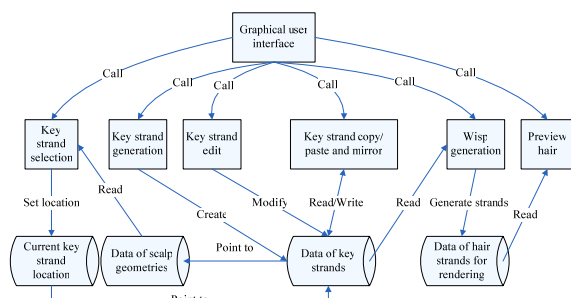 Graphical user
interface
Call
Call
Call
Call
Call
Call
Key
strand
selection
Key strand
generation
Key strand
edit
Key strand copy/
paste and mirror
Wisp
generation
Preview
hair
Set location
Read
Create
Modify
Read/Write
Read
Generate strands
Read
Current key
strand
location
Data of scalp
geometries
Point to
Data of key
strands
Data of hair
strands for
rendering
Point to